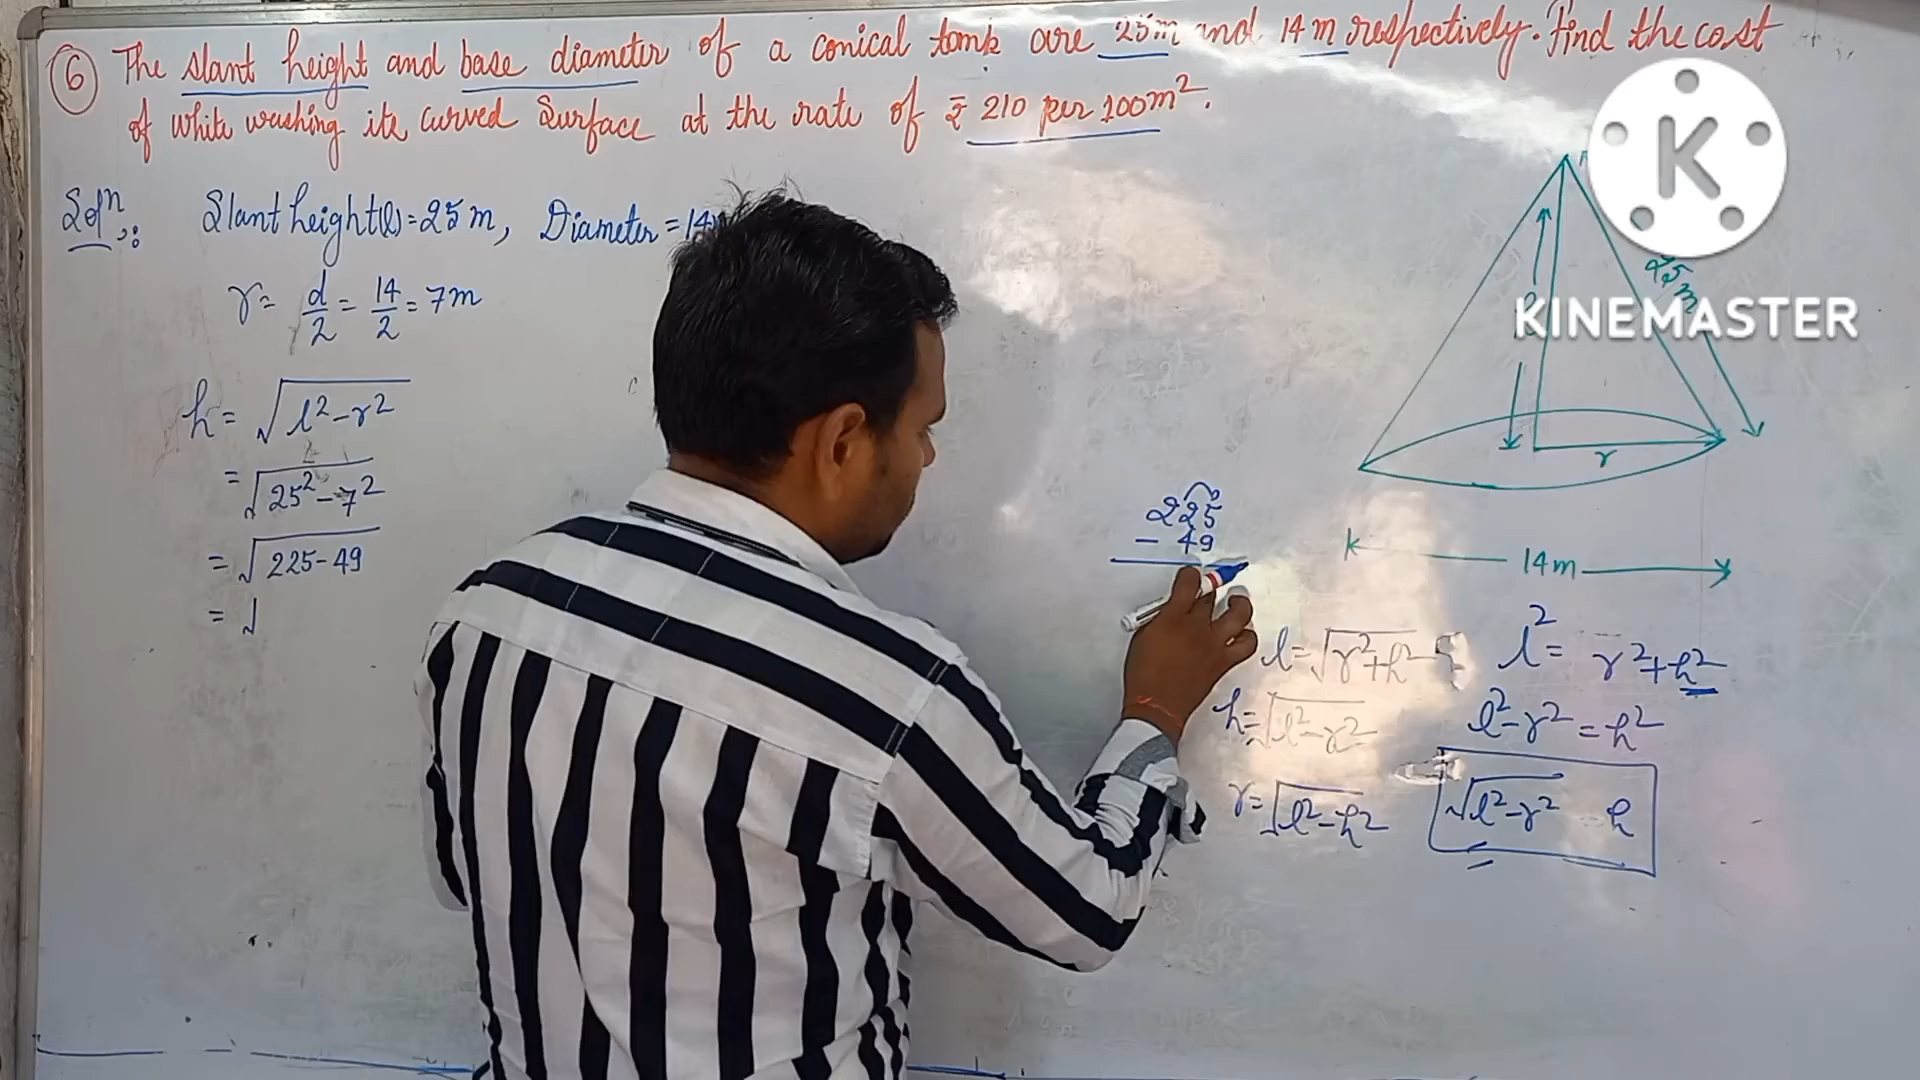 6 The slant height and base diameter of a conical tomb are 25m and 14 m respectively. Find the cost
of white washing its curved Surface at the rate of ₹ 210 per 100m².
Solⁿ:
Slant height(l)=25 m, Diameter=14m
r= d/2 = 14/2 = 7m
h= √l²-r²
= √25²-7²
= √225-49
= √
225
- 49
K
KINEMASTER
25m
r
14m
l=√r²+h²
h=√l²-r²
r=√l²-h²
l²= r²+h²
l²-r²=h²
√l²-r² h